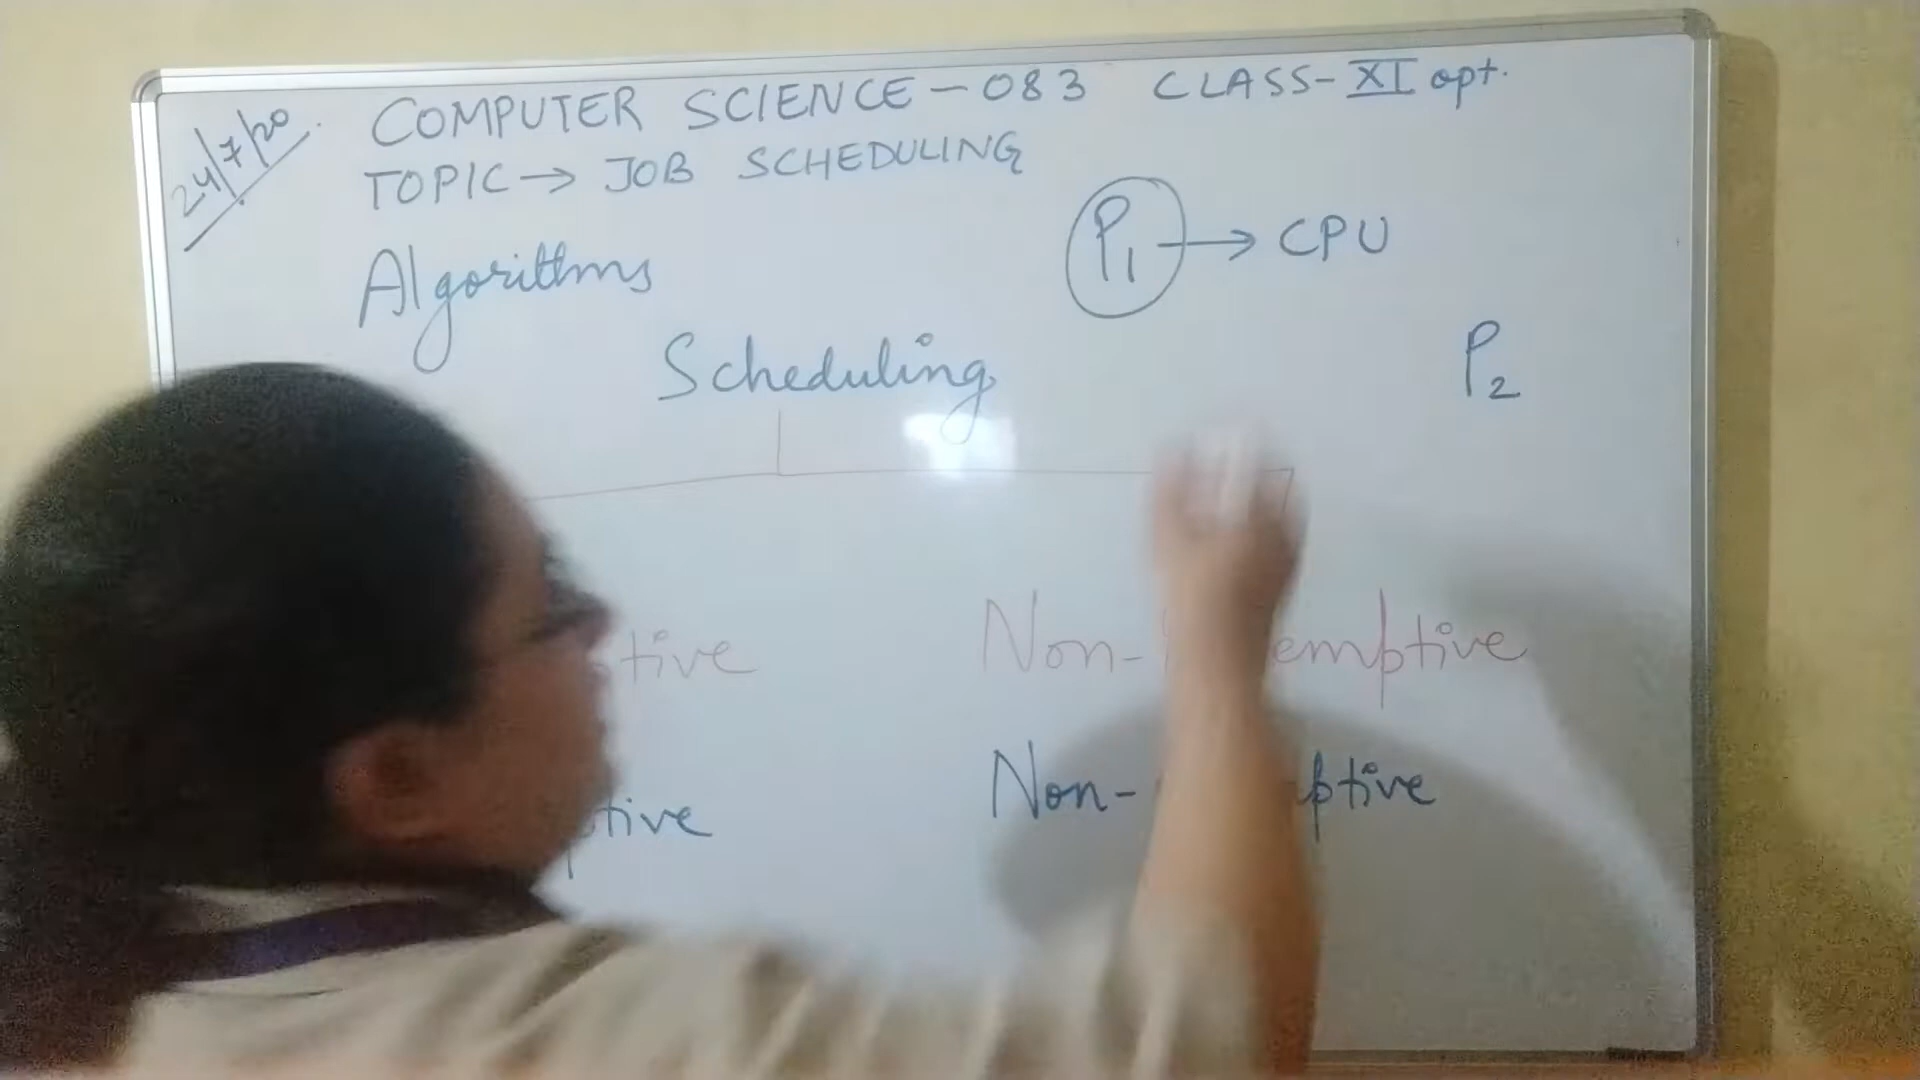 24/7/20.
COMPUTER SCIENCE - 083 CLASS - XI opt.
TOPIC → JOB SCHEDULING
Algorithms
P1 → CPU
Scheduling
P2
tive Non- emptive
tive Non- ptive